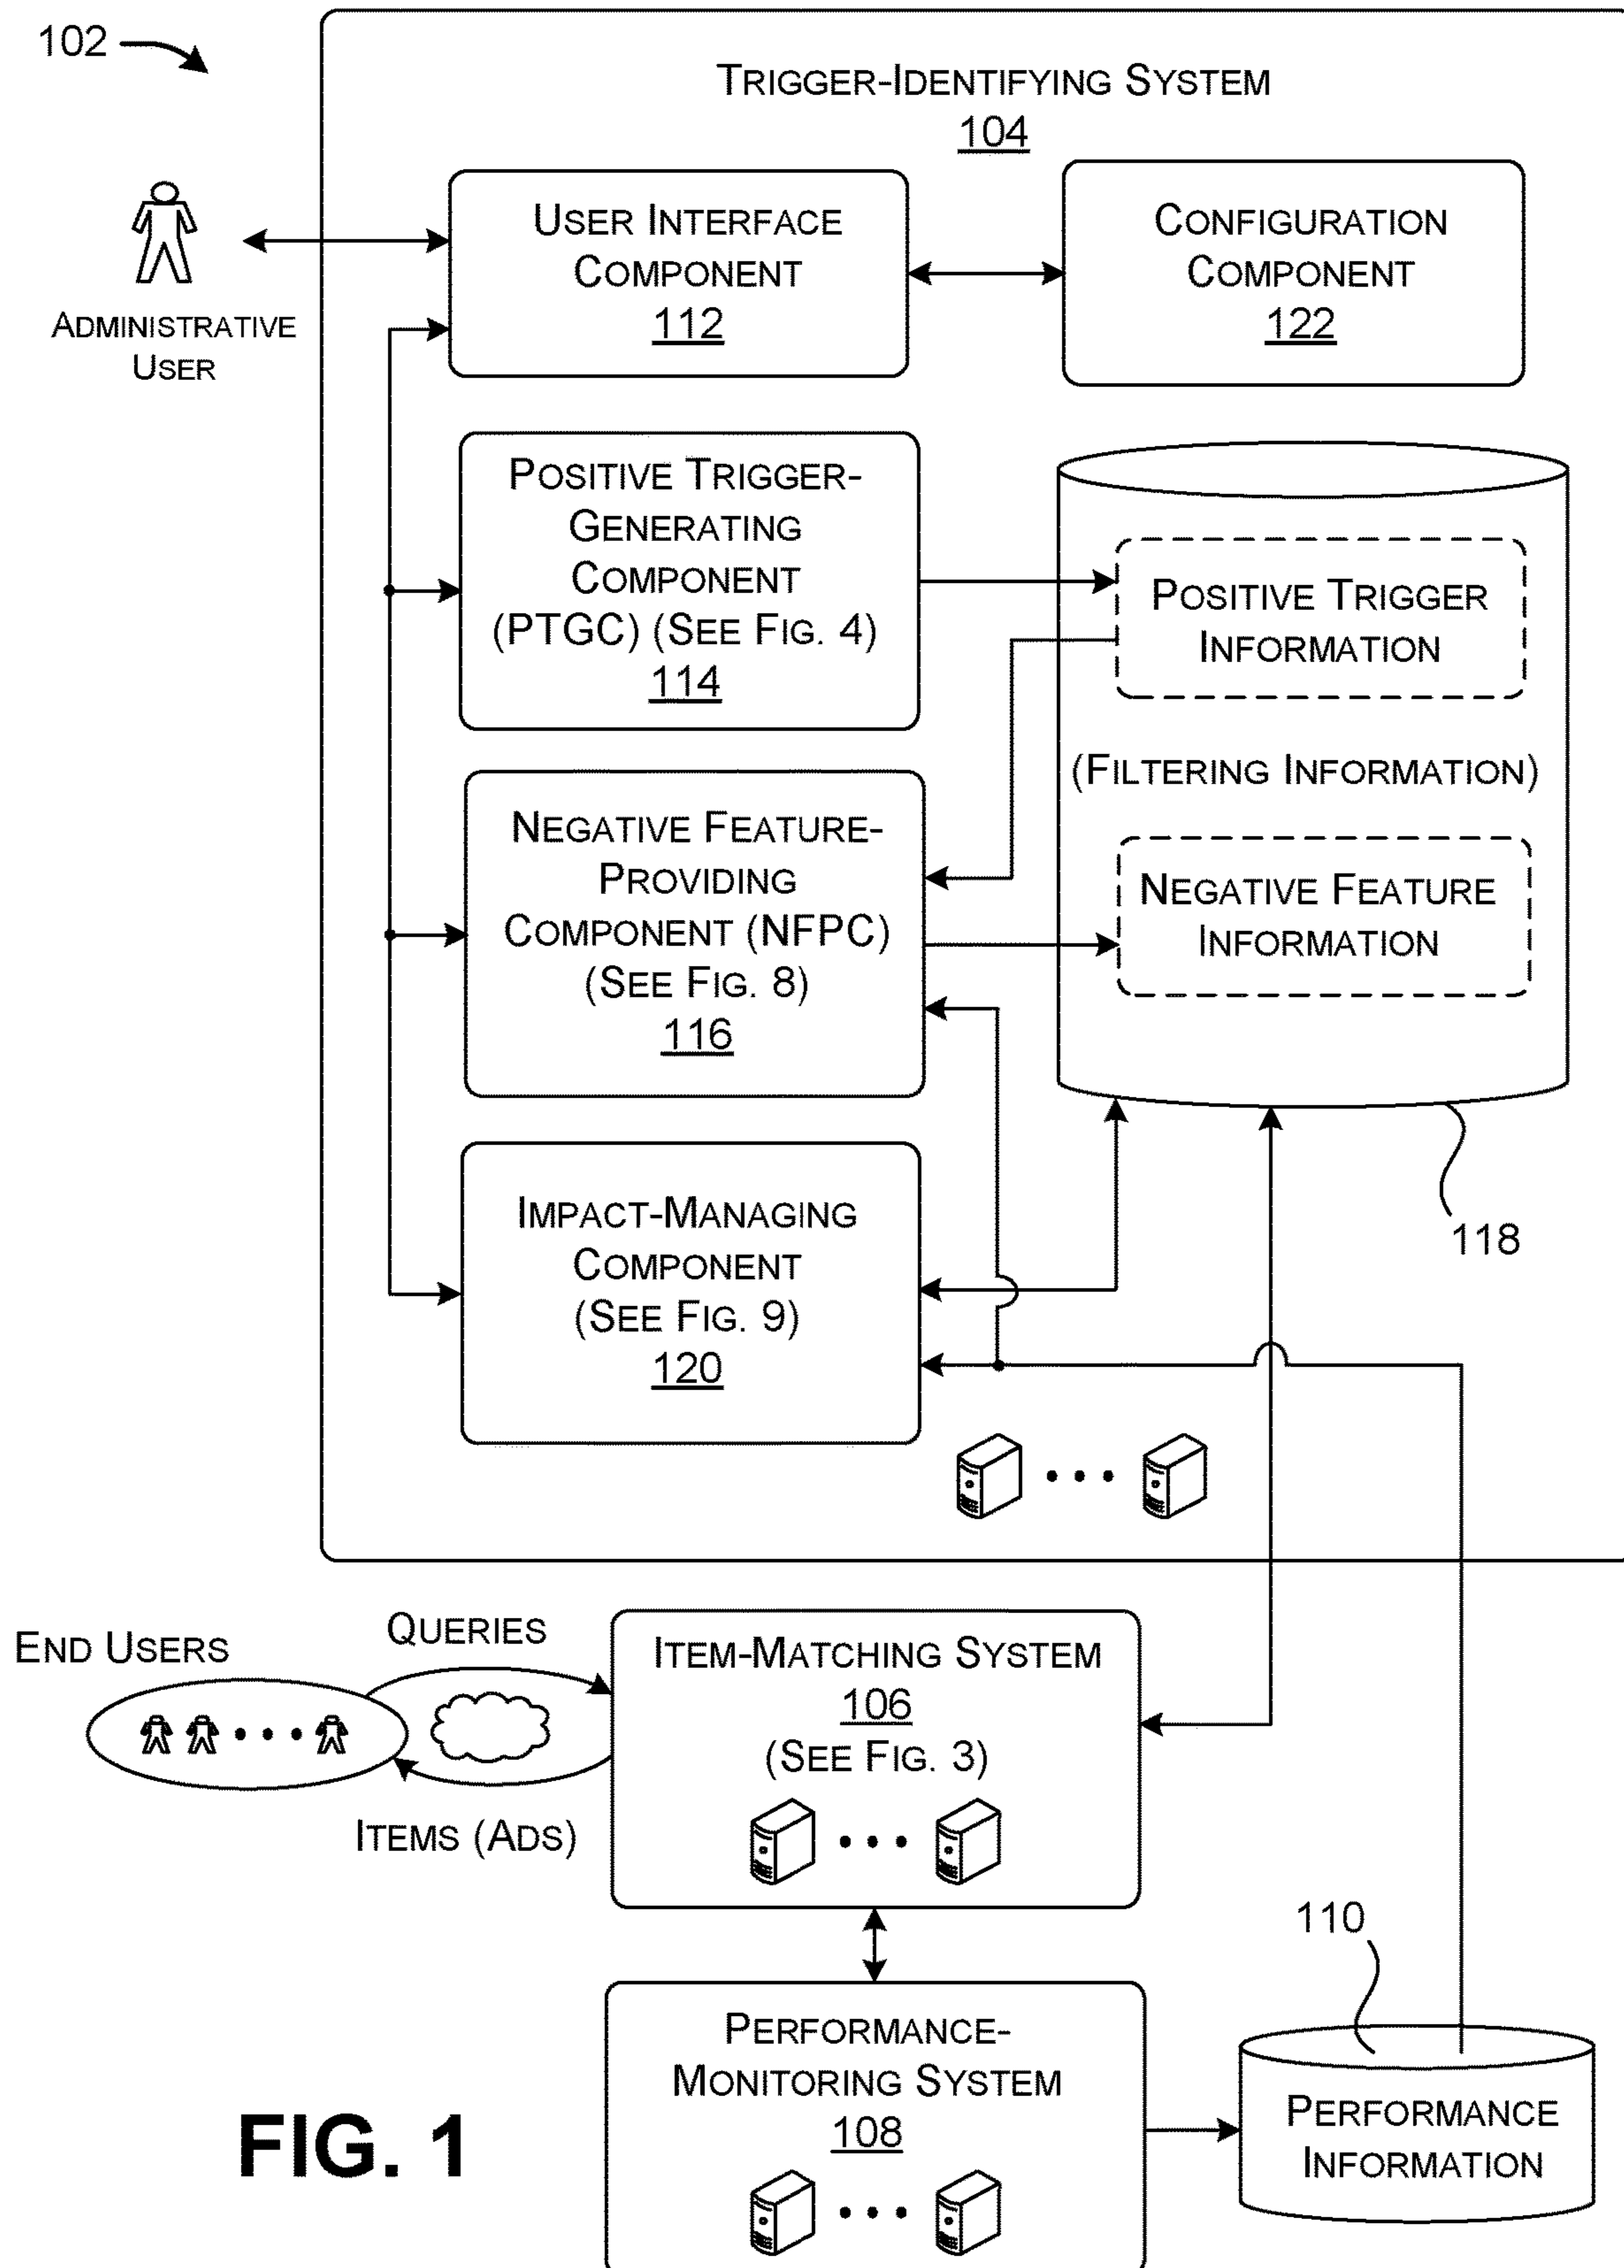 102
TRIGGER-IDENTIFYING SYSTEM
104
ADMINISTRATIVE
USER
USER INTERFACE
COMPONENT
112
CONFIGURATION
COMPONENT
122
POSITIVE TRIGGER-
GENERATING
COMPONENT
(PTGC) (SEE FIG. 4)
114
POSITIVE TRIGGER
INFORMATION
(FILTERING INFORMATION)
NEGATIVE FEATURE-
PROVIDING
COMPONENT (NFPC)
(SEE FIG. 8)
116
NEGATIVE FEATURE
INFORMATION
118
IMPACT-MANAGING
COMPONENT
(SEE FIG. 9)
120
END USERS
QUERIES
ITEMS (ADS)
ITEM-MATCHING SYSTEM
106
(SEE FIG. 3)
110
PERFORMANCE-
MONITORING SYSTEM
108
PERFORMANCE
INFORMATION
FIG. 1